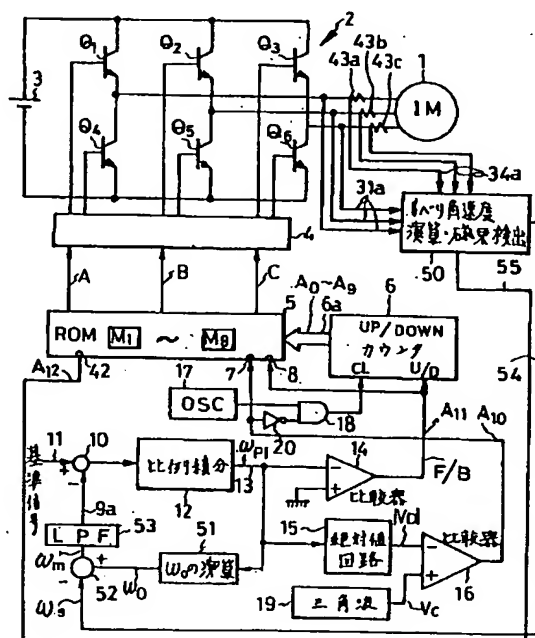 2
Q1
Q2
Q3
43b
43a
43c
1
IM
3
Q4
Q5
Q6
34a
31a
すべり角速度
演算・磁界検出
50
55
4
A
B
C
A0~A9
6
5
6a
UP/DOWN
カウンタ
CL
U/D
ROM M1 ~ M8
A12
42
7
8
54
17
OSC
18
20
A11
A10
基準信号
11
10
比例積分
12
ωPI
13
14
比較器
F/B
9a
LPF
53
51
ω0の演算
ωm
52
ω0
ωs
15
絶対値
回路
|Vd|
比較器
16
19
三角波
Vc